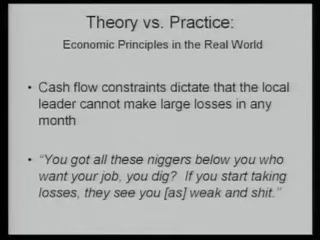 Theory vs. Practice:
Economic Principles in the Real World
• Cash flow constraints dictate that the local
leader cannot make large losses in any
month
• “You got all these niggers below you who
want your job, you dig?  If you start taking
losses, they see you [as] weak and shit.”